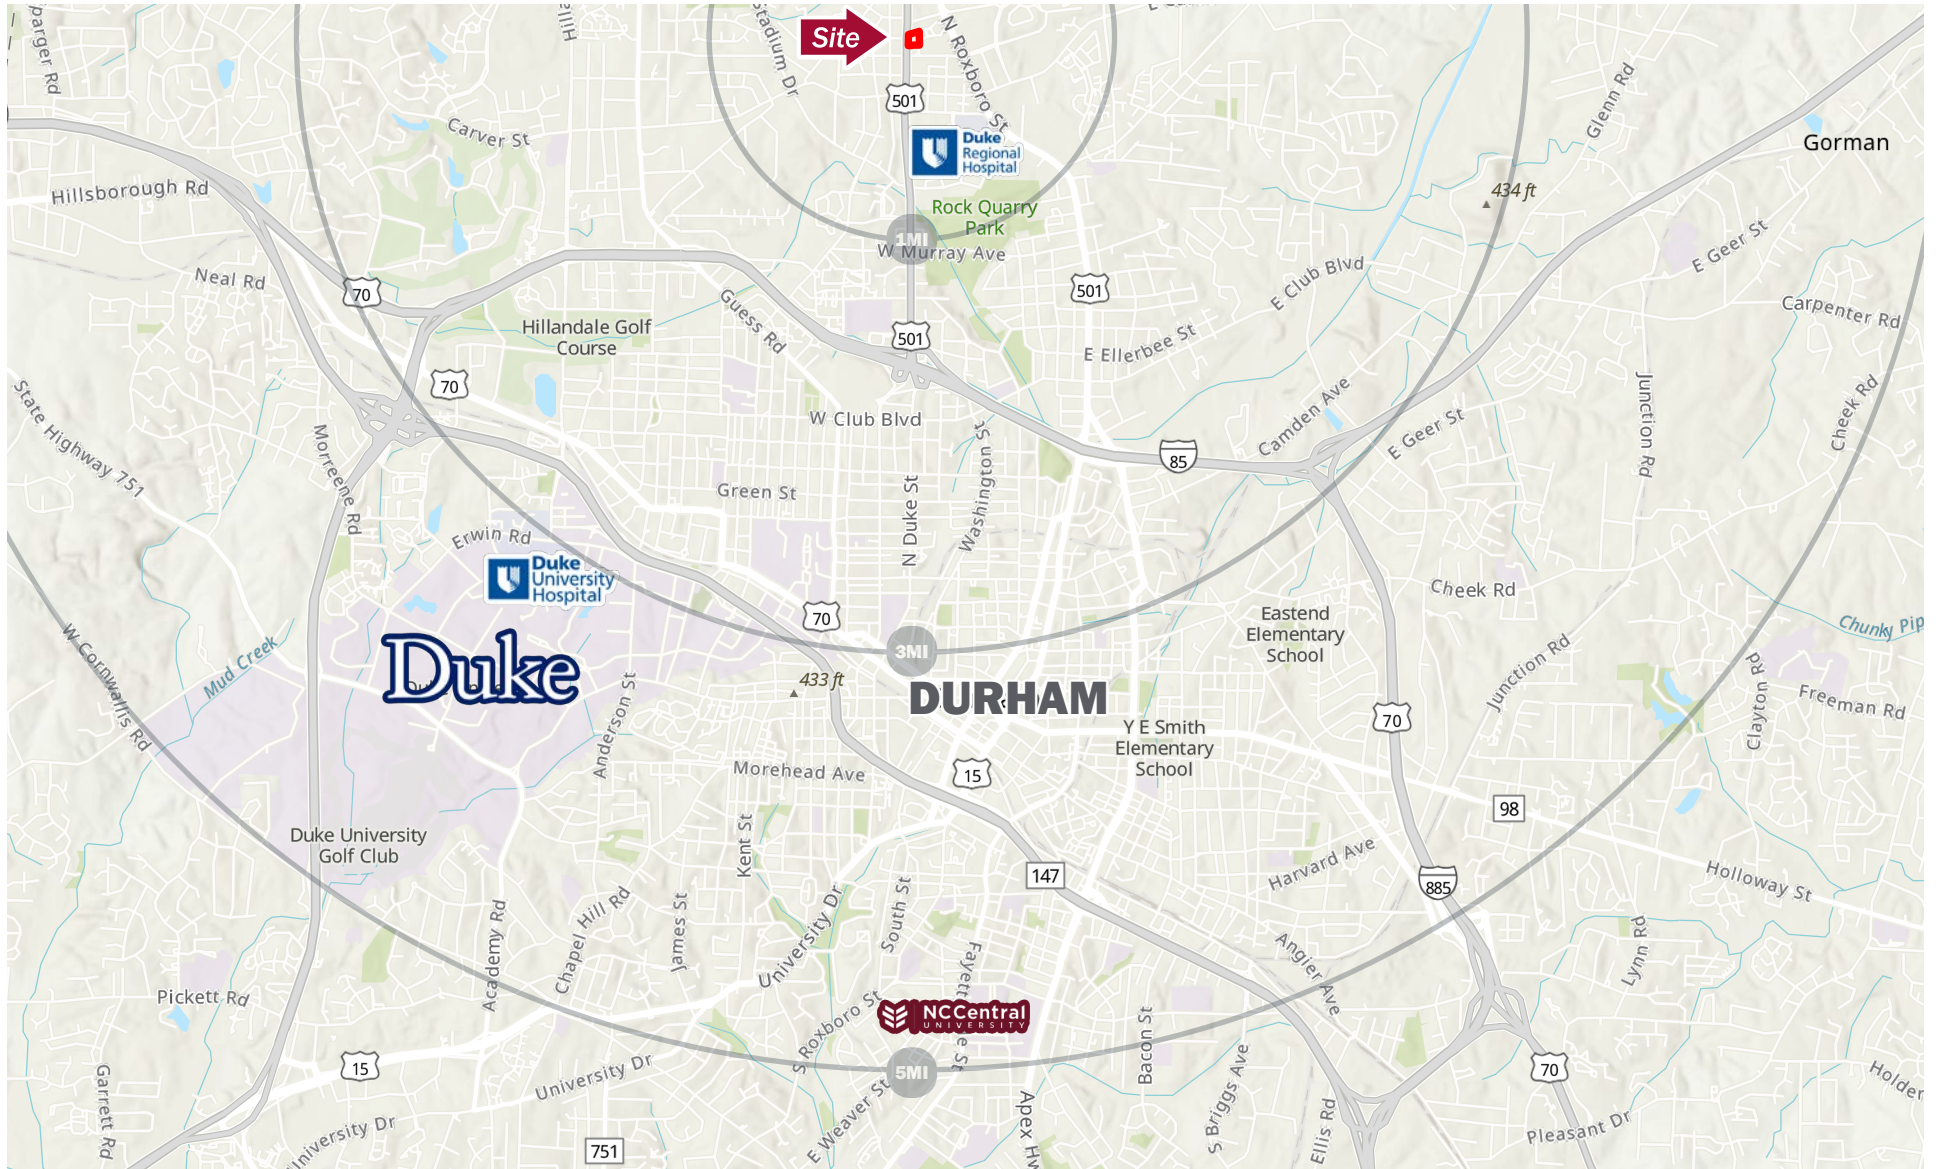 Site
N Roxboro St
Stadium Dr
501
Duke
Regional
Hospital
Carver St
Glenn Rd
Gorman
Hillsborough Rd
434 ft
Rock Quarry
Park
1MI
W Murray Ave
E Geer St
Neal Rd
70
501
E Club Blvd
Carpenter Rd
Guess Rd
Hillandale Golf
Course
501
E Ellerbee St
70
State Highway 751
Morreene Rd
W Club Blvd
Washington St
Camden Ave
E Geer St
Junction Rd
Cheek Rd
85
Green St
N Duke St
Erwin Rd
Duke
University
Hospital
Cheek Rd
70
Eastend
Elementary
School
W Cornwallis Rd
Mud Creek
Duke
3MI
433 ft
DURHAM
Junction Rd
Clayton Rd
Freeman Rd
Anderson St
Y E Smith
Elementary
School
70
Morehead Ave
15
98
Duke University
Golf Club
Kent St
Harvard Ave
147
885
Holloway St
Academy Rd
Chapel Hill Rd
James St
University Dr
South St
Angier Ave
Lynn Rd
Pickett Rd
S Roxboro St
NCCentral
UNIVERSITY
Bacon St
5MI
15
University Dr
E Weaver St
S Briggs Ave
70
Garrett Rd
University Dr
751
Ellis Rd
Pleasant Dr